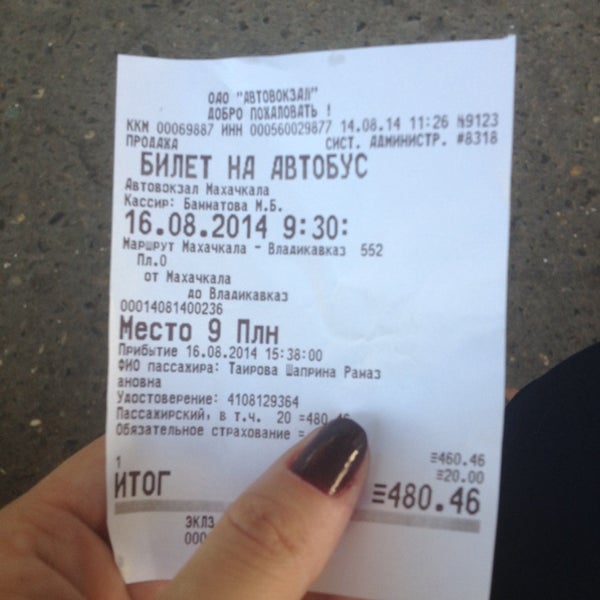 ОАО "АВТОВОКЗАЛ"
ДОБРО ПОЖАЛОВАТЬ !
ККМ 00069887 ИНН 000560029877 14.08.14 11:26 №9123
ПРОДАЖА СИСТ. АДМИНИСТР. #8318
БИЛЕТ НА АВТОБУС
Автовокзал Махачкала
Кассир: Баннатова М.Б.
16.08.2014 9:30:
Маршрут Махачкала - Владикавказ 552
Пл.0
от Махачкала
до Владикавказ
00014081400236
Место 9 Плн
Прибытие 16.08.2014 15:38:00
ФИО пассажира: Таирова Шаприна Рамаз
ановна
Удостоверение: 4108129364
Пассажирский, в т.ч. 20 =480.46
Обязательное страхование =
≡460.46
1
≡20.00
ИТОГ ≡480.46
ЭКЛЗ
000